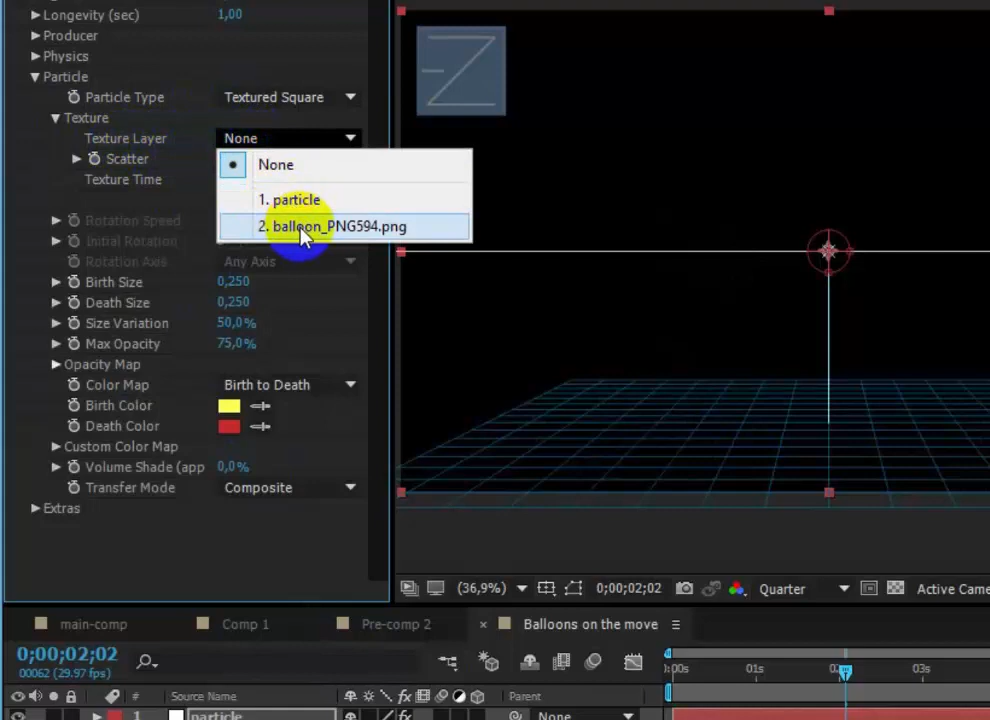 Longevity (sec) 1,00
Producer
Physics
Particle
Particle Type Textured Square
Texture
Texture Layer None
None
Scatter
Texture Time
1. particle
2. balloon_PNG594.png
Rotation Speed
Initial Rotation
Rotation Axis Any Axis
Birth Size 0,250
Death Size 0,250
Size Variation 50,0%
Max Opacity 75,0%
Opacity Map
Color Map Birth to Death
Birth Color
Death Color
Custom Color Map
Volume Shade (app 0,0%
Transfer Mode Composite
Extras
(36,9%) 0;00;02;02 Quarter Active Came
main-comp Comp 1 Pre-comp 2 × Balloons on the move
0;00;02;02
00062 (29.97 fps)
:00s 01s 03s
# Source Name Parent
1 particle None